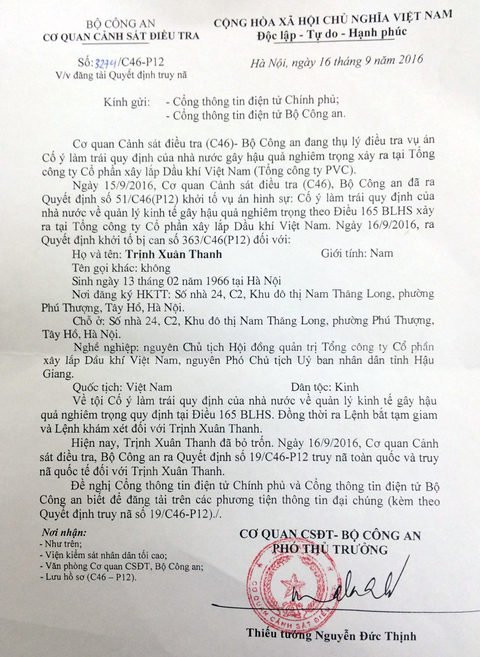 BỘ CÔNG AN
CƠ QUAN CẢNH SÁT ĐIỀU TRA
Số: /C46-P12
V/v đăng tải Quyết định truy nã
CỘNG HÒA XÃ HỘI CHỦ NGHĨA VIỆT NAM
Độc lập - Tự do - Hạnh phúc
Hà Nội, ngày 16 tháng 9 năm 2016
Kính gửi: - Cổng thông tin điện tử Chính phủ;
- Cổng thông tin điện tử Bộ Công an.
Cơ quan Cảnh sát điều tra (C46)- Bộ Công an đang thụ lý điều tra vụ án
Cố ý làm trái quy định của nhà nước gây hậu quả nghiêm trọng xảy ra tại Tổng
công ty Cổ phần xây lắp Dầu khí Việt Nam (Tổng công ty PVC).
Ngày 15/9/2016, Cơ quan Cảnh sát điều tra (C46), Bộ Công an đã ra
Quyết định số 51/C46(P12) khởi tố vụ án hình sự: Cố ý làm trái quy định của
nhà nước về quản lý kinh tế gây hậu quả nghiêm trọng theo Điều 165 BLHS xảy
ra tại Tổng công ty Cổ phần xây lắp Dầu khí Việt Nam. Ngày 16/9/2016, ra
Quyết định khởi tố bị can số 363/C46(P12) đối với:
Họ và tên: Trịnh Xuân Thanh Giới tính: Nam
Tên gọi khác: không
Sinh ngày 13 tháng 02 năm 1966 tại Hà Nội
Nơi đăng ký HKTT: Số nhà 24, C2, Khu đô thị Nam Thăng Long, phường
Phú Thượng, Tây Hồ, Hà Nội.
Chỗ ở: Số nhà 24, C2, Khu đô thị Nam Thăng Long, phường Phú Thượng,
Tây Hồ, Hà Nội.
Nghề nghiệp: nguyên Chủ tịch Hội đồng quản trị Tổng công ty Cổ phần
xây lắp Dầu khí Việt Nam, nguyên Phó Chủ tịch Uỷ ban nhân dân tỉnh Hậu
Giang.
Quốc tịch: Việt Nam Dân tộc: Kinh
Về tội Cố ý làm trái quy định của nhà nước về quản lý kinh tế gây hậu
quả nghiêm trọng quy định tại Điều 165 BLHS. Đồng thời ra Lệnh bắt tạm giam
và Lệnh khám xét đối với Trịnh Xuân Thanh.
Hiện nay, Trịnh Xuân Thanh đã bỏ trốn. Ngày 16/9/2016, Cơ quan Cảnh
sát điều tra, Bộ Công an ra Quyết định số 19/C46-P12 truy nã toàn quốc và truy
nã quốc tế đối với Trịnh Xuân Thanh.
Đề nghị Cổng thông tin điện tử Chính phủ và Cổng thông tin điện tử Bộ
Công an biết để đăng tải trên các phương tiện thông tin đại chúng (kèm theo
Quyết định truy nã số 19/C46-P12)./.
Nơi nhận:
- Như trên;
- Viện kiểm sát nhân dân tối cao;
- Văn phòng Cơ quan CSĐT, Bộ Công an;
- Lưu hồ sơ (C46 – P12).
CƠ QUAN CSĐT- BỘ CÔNG AN
PHÓ THỦ TRƯỞNG
CƠ QUAN CẢNH SÁT ĐIỀU
Thiếu tướng Nguyễn Đức Thịnh